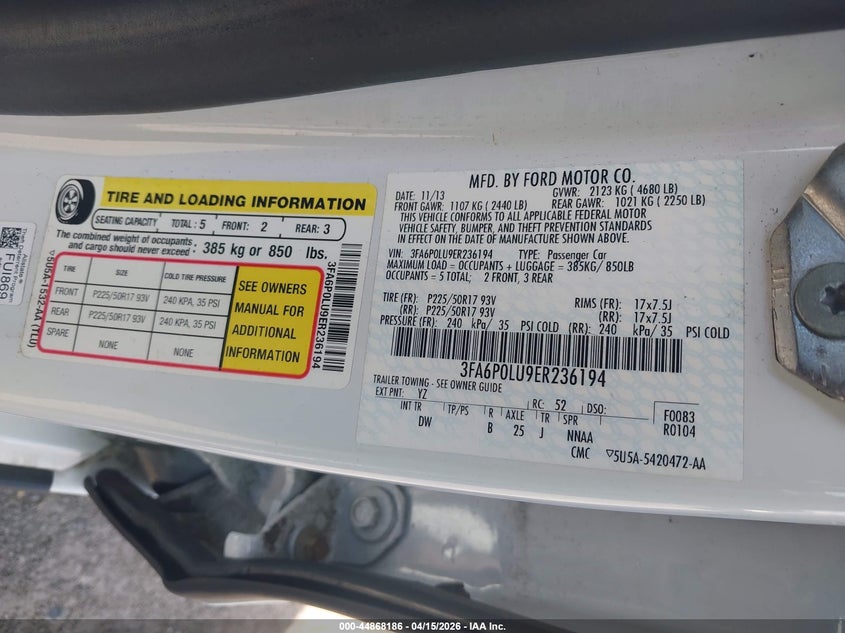 TIRE AND LOADING INFORMATION
SEATING CAPACITY TOTAL: 5 FRONT: 2 REAR: 3
The combined weight of occupants and cargo should never exceed 385 kg or 850 lbs.
TIRE SIZE COLD TIRE PRESSURE
FRONT P225/50R17 93V 240 KPA, 35 PSI
REAR P225/50R17 93V 240 KPA, 35 PSI
SPARE NONE NONE
SEE OWNERS
MANUAL FOR
ADDITIONAL
INFORMATION
3FA6P0LU9ER236194
▽5U5A-1532-AA (TLU)
MFD. BY FORD MOTOR CO.
DATE: 11/13 GVWR: 2123 KG ( 4680 LB)
FRONT GAWR: 1107 KG ( 2440 LB) REAR GAWR: 1021 KG ( 2250 LB)
THIS VEHICLE CONFORMS TO ALL APPLICABLE FEDERAL MOTOR
VEHICLE SAFETY, BUMPER, AND THEFT PREVENTION STANDARDS
IN EFFECT ON THE DATE OF MANUFACTURE SHOWN ABOVE.
VIN: 3FA6P0LU9ER236194 TYPE: Passenger Car
MAXIMUM LOAD = OCCUPANTS + LUGGAGE = 385KG/ 850LB
OCCUPANTS = 5 TOTAL; 2 FRONT, 3 REAR
TIRE (FR): P225/50R17 93V RIMS (FR): 17x7.5J
(RR): P225/50R17 93V (RR): 17x7.5J
PRESSURE (FR): 240 kPa/ 35 PSI COLD (RR): 240 kPa/ 35 PSI COLD
3FA6P0LU9ER236194
TRAILER TOWING - SEE OWNER GUIDE
EXT PNT: YZ RC: 52 DSO: F0083
INT TR TP/PS R AXLE TR SPR R0104
DW B 25 J NNAA
CMC ▽5U5A-5420472-AA
000-44868186 - 04/15/2026 - IAA Inc.